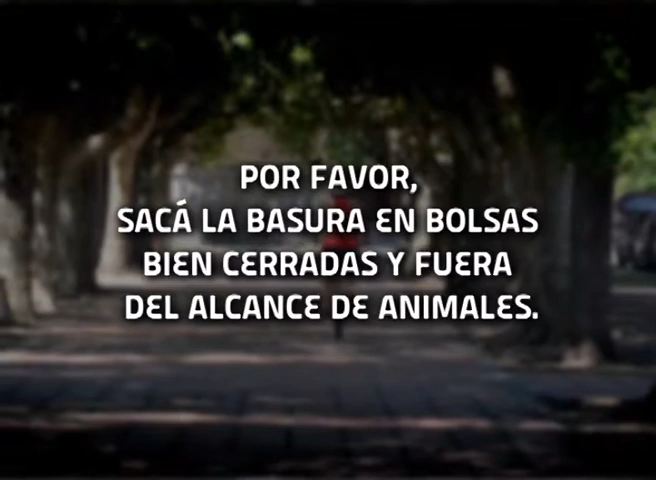 POR FAVOR,
SACÁ LA BASURA EN BOLSAS
BIEN CERRADAS Y FUERA
DEL ALCANCE DE ANIMALES.